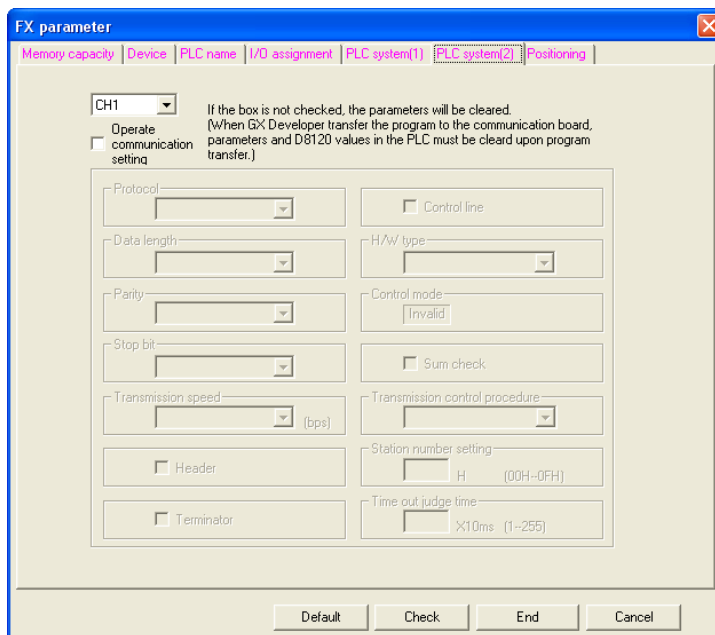 FX parameter
Memory capacity Device PLC name I/O assignment PLC system(1) PLC system(2) Positioning
CH1
If the box is not checked, the parameters will be cleared.
(When GX Developer transfer the program to the communication board,
parameters and D8120 values in the PLC must be cleard upon program
transfer.)
Operate
communication
setting
Protocol
Control line
Data length
H/W type
Parity
Control mode
Invalid
Stop bit
Sum check
Transmission speed
(bps)
Transmission control procedure
Header
Station number setting
H (00H--0FH)
Terminator
Time out judge time
X10ms (1--255)
Default Check End Cancel